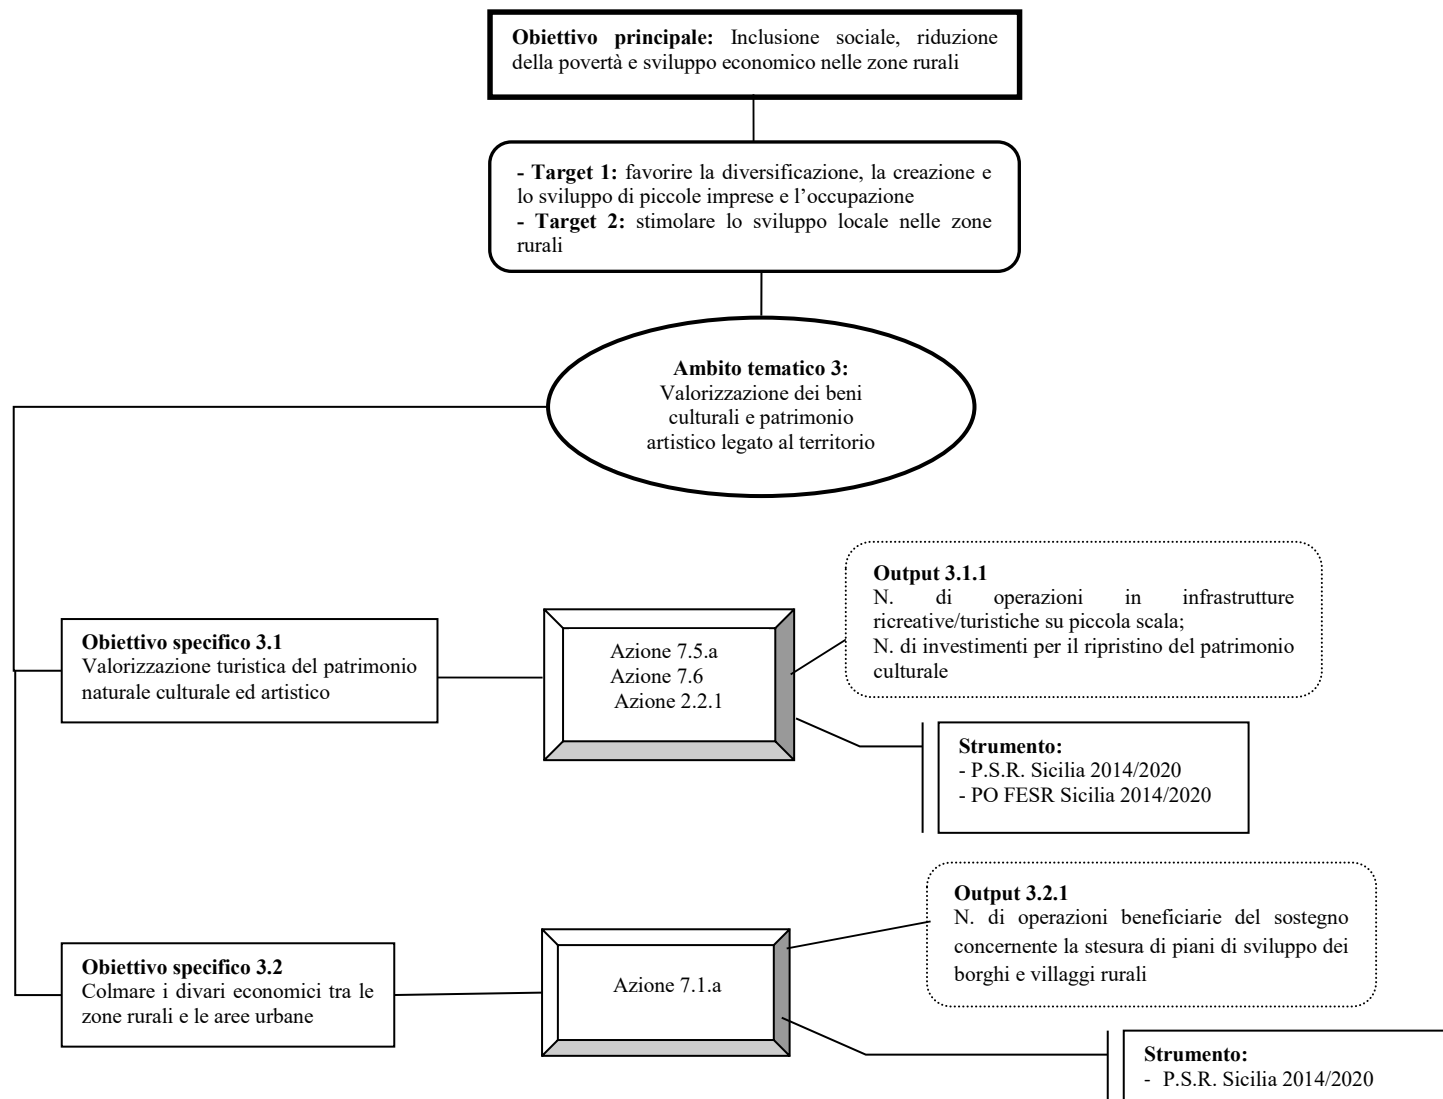 Obiettivo principale: Inclusione sociale, riduzione
della povertà e sviluppo economico nelle zone rurali
- Target 1: favorire la diversificazione, la creazione e
lo sviluppo di piccole imprese e l’occupazione
- Target 2: stimolare lo sviluppo locale nelle zone
rurali
Ambito tematico 3:
Valorizzazione dei beni
culturali e patrimonio
artistico legato al territorio
Obiettivo specifico 3.1
Valorizzazione turistica del patrimonio
naturale culturale ed artistico
Azione 7.5.a
Azione 7.6
Azione 2.2.1
Output 3.1.1
N. di operazioni in infrastrutture
ricreative/turistiche su piccola scala;
N. di investimenti per il ripristino del patrimonio
culturale
Strumento:
- P.S.R. Sicilia 2014/2020
- PO FESR Sicilia 2014/2020
Obiettivo specifico 3.2
Colmare i divari economici tra le
zone rurali e le aree urbane
Azione 7.1.a
Output 3.2.1
N. di operazioni beneficiarie del sostegno
concernente la stesura di piani di sviluppo dei
borghi e villaggi rurali
Strumento:
- P.S.R. Sicilia 2014/2020